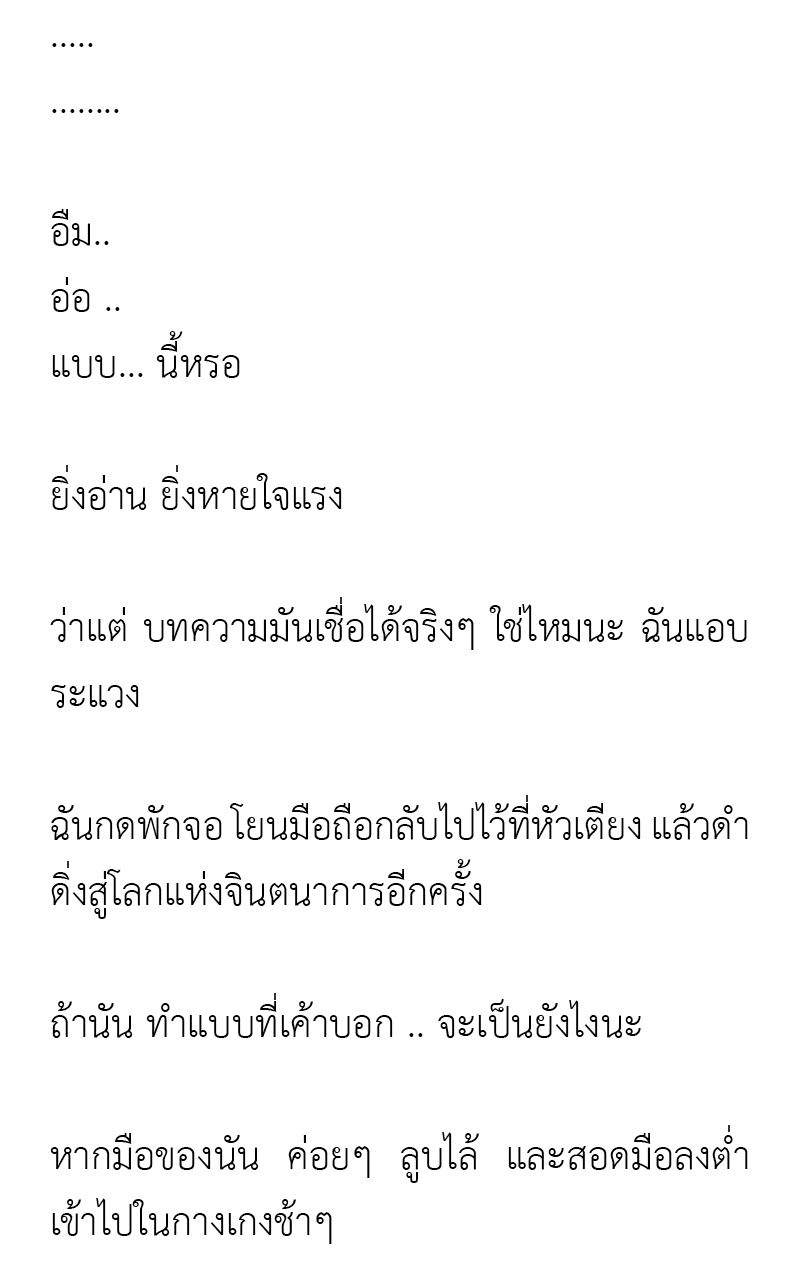 .....
........
อืม..
อ่อ ..
แบบ... นี้หรอ
ยิ่งอ่าน ยิ่งหายใจแรง
ว่าแต่ บทความมันเชื่อได้จริงๆ ใช่ไหมนะ ฉันแอบ
ระแวง
ฉันกดพักจอ โยนมือถือกลับไปไว้ที่หัวเตียง แล้วดำ
ดิ่งสู่โลกแห่งจินตนาการอีกครั้ง
ถ้านัน ทำแบบที่เค้าบอก .. จะเป็นยังไงนะ
หากมือของนัน ค่อยๆ ลูบไล้ และสอดมือลงต่ำ
เข้าไปในกางเกงช้าๆ